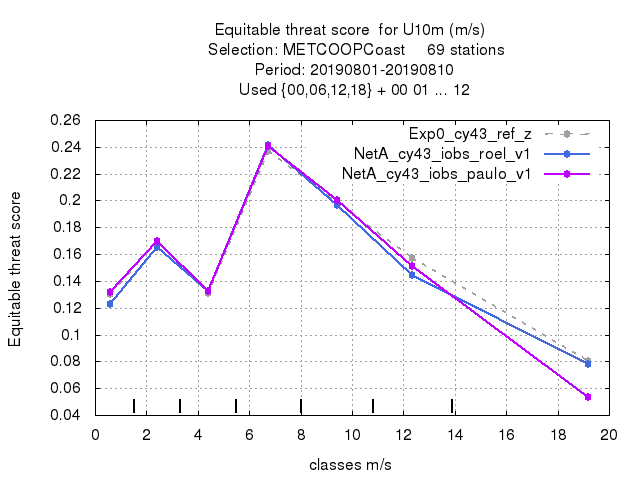 Equitable threat score  for U10m (m/s)
Selection: METCOOPCoast     69 stations
Period: 20190801-20190810
Used {00,06,12,18} + 00 01 ... 12
Exp0_cy43_ref_z
NetA_cy43_iobs_roel_v1
NetA_cy43_iobs_paulo_v1
Equitable threat score
0.26
0.24
0.22
0.2
0.18
0.16
0.14
0.12
0.1
0.08
0.06
0.04
0 2 4 6 8 10 12 14 16 18 20
classes m/s